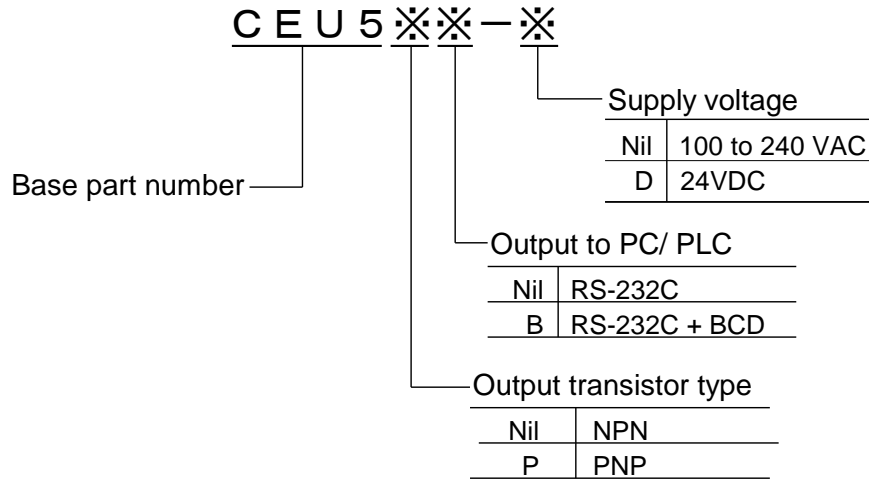 CEU5※※－※
Supply voltage
Nil 100 to 240 VAC
D 24VDC
Base part number
Output to PC/ PLC
Nil RS-232C
B RS-232C + BCD
Output transistor type
Nil NPN
P PNP